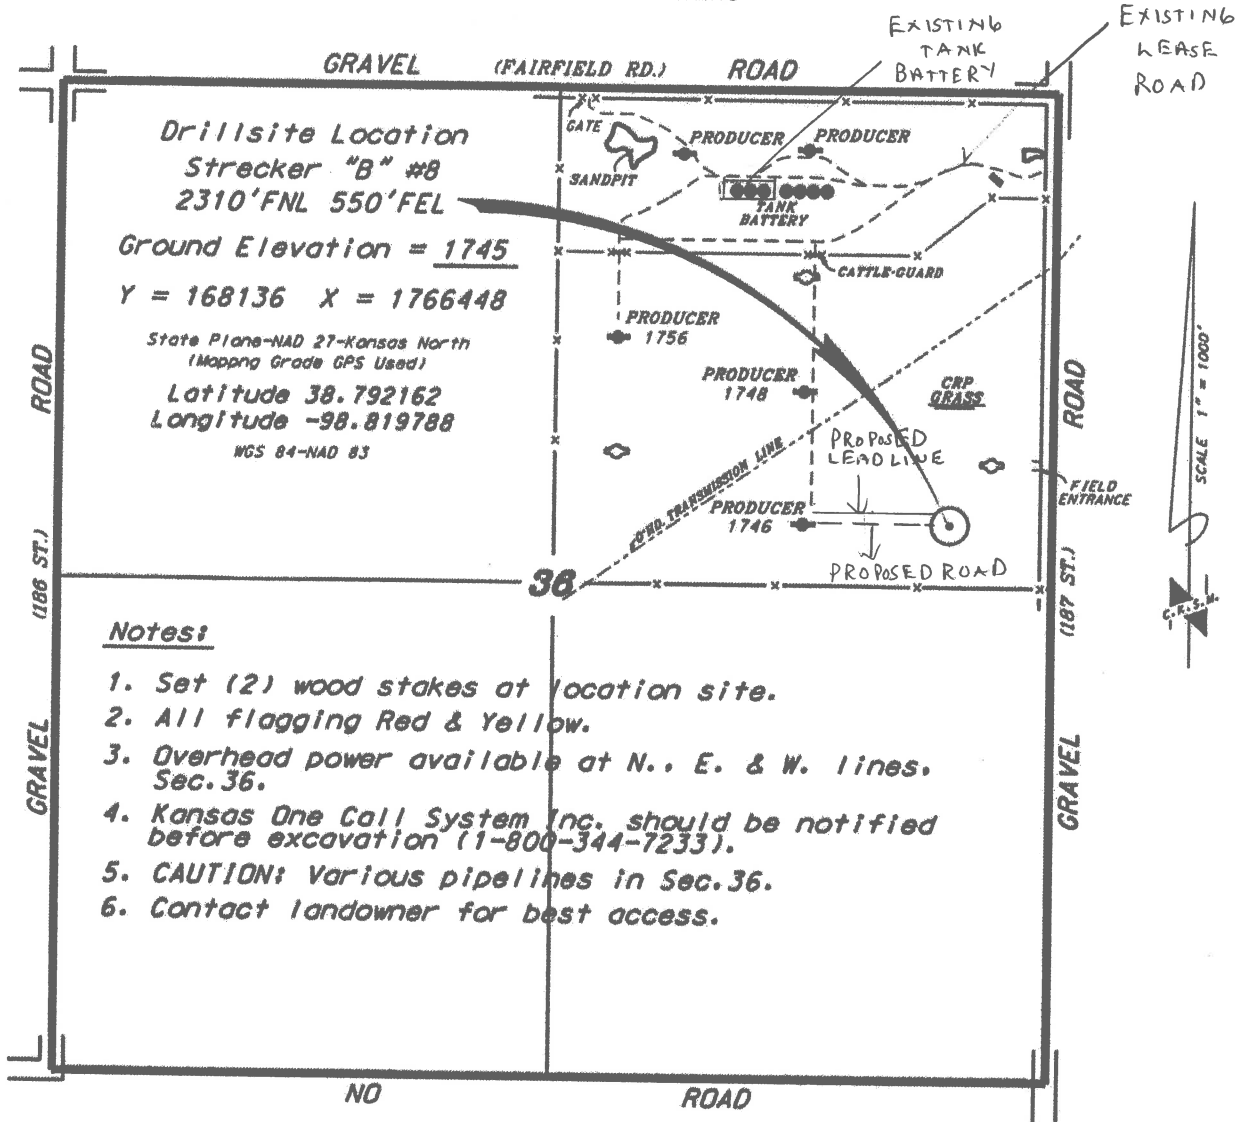 EXISTING
TANK
BATTERY
EXISTING
LEASE
ROAD
GRAVEL (FAIRFIELD RD.) ROAD
Drillsite Location
Strecker "B" #8
2310'FNL 550'FEL
Ground Elevation = 1745
Y = 168136 X = 1766448
State Plane-NAD 27-Kansas North
(Mappng Grade GPS Used)
Latitude 38.792162
Longitude -98.819788
WGS 84-NAD 83
GATE
SANDPIT
PRODUCER
PRODUCER
TANK
BATTERY
CATTLE-GUARD
PRODUCER
1756
PRODUCER
1748
CRP
GRASS
PROPOSED
LEAD LINE
O'HD. TRANSMISSION LINE
PRODUCER
1746
FIELD
ENTRANCE
PROPOSED ROAD
36
ROAD
(186 ST.)
GRAVEL
ROAD
(187 ST.)
GRAVEL
SCALE 1" = 1000'
C.K.S.M.
Notes:
1. Set (2) wood stakes at location site.
2. All flagging Red & Yellow.
3. Overhead power available at N.. E. & W. lines.
Sec.36.
4. Kansas One Call System Inc. should be notified
before excavation (1-800-344-7233).
5. CAUTION: Various pipelines in Sec.36.
6. Contact landowner for best access.
NO ROAD